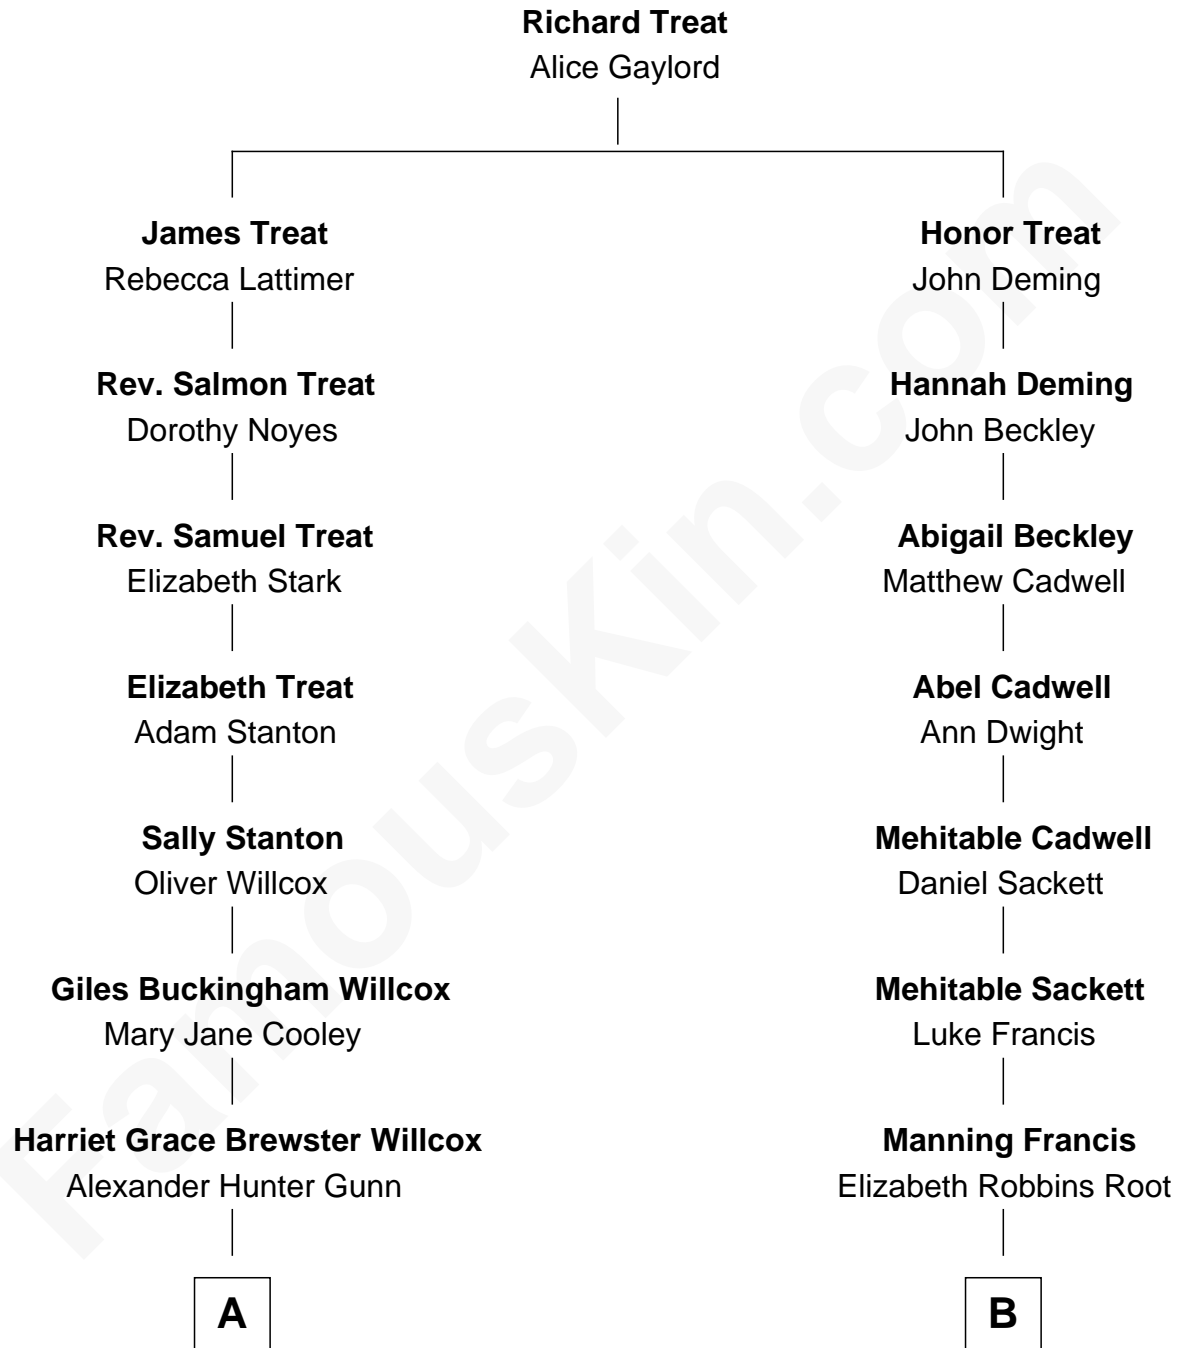 Richard Treat
Alice Gaylord
James Treat
Rebecca Lattimer
Honor Treat
John Deming
Rev. Salmon Treat
Dorothy Noyes
Hannah Deming
John Beckley
Rev. Samuel Treat
Elizabeth Stark
Abigail Beckley
Matthew Cadwell
Elizabeth Treat
Adam Stanton
Abel Cadwell
Ann Dwight
Sally Stanton
Oliver Willcox
Mehitable Cadwell
Daniel Sackett
Giles Buckingham Willcox
Mary Jane Cooley
Mehitable Sackett
Luke Francis
Harriet Grace Brewster Willcox
Alexander Hunter Gunn
Manning Francis
Elizabeth Robbins Root
A
B
FamousKin.com